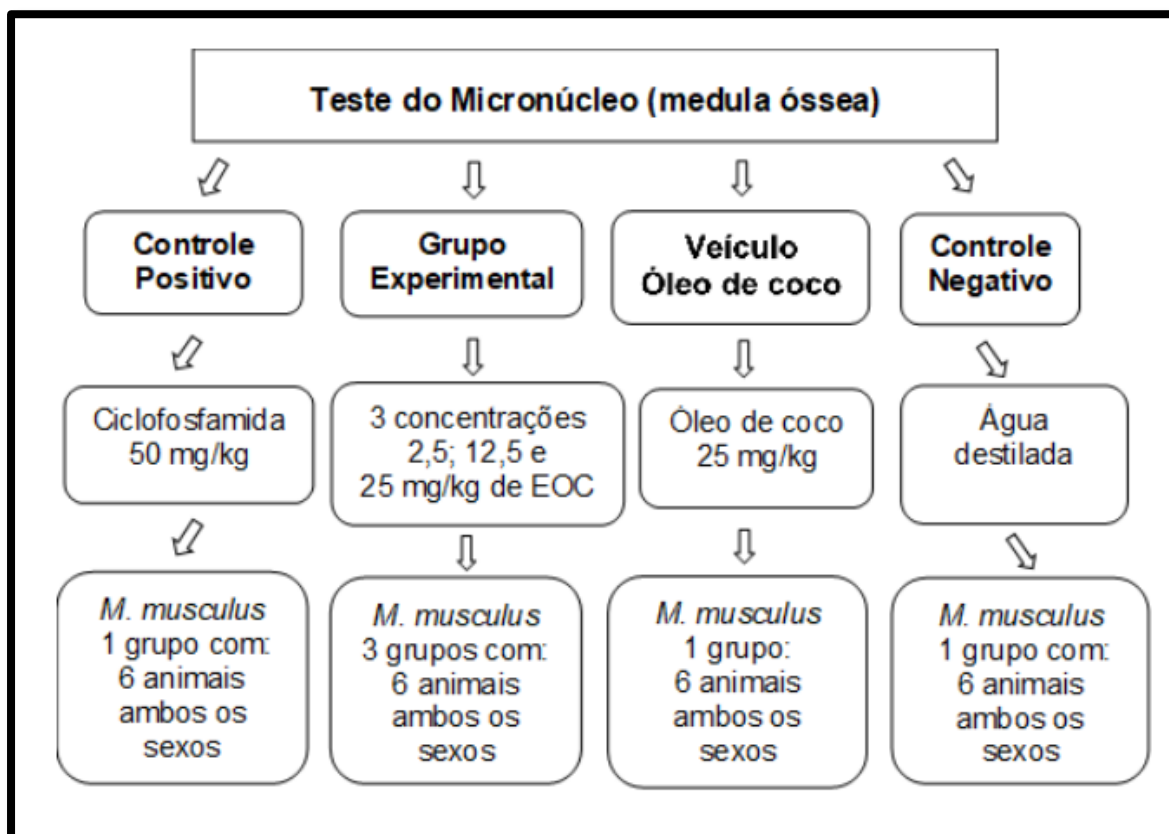 Teste do Micronúcleo (medula óssea)
Controle
Positivo
Grupo
Experimental
Veículo
Óleo de coco
Controle
Negativo
Ciclofosfamida
50 mg/kg
3 concentrações
2,5; 12,5 e
25 mg/kg de EOC
Óleo de coco
25 mg/kg
Água
destilada
M. musculus
1 grupo com:
6 animais
ambos os
sexos
M. musculus
3 grupos com:
6 animais
ambos os
sexos
M. musculus
1 grupo:
6 animais
ambos os
sexos
M. musculus
1 grupo com:
6 animais
ambos os
sexos